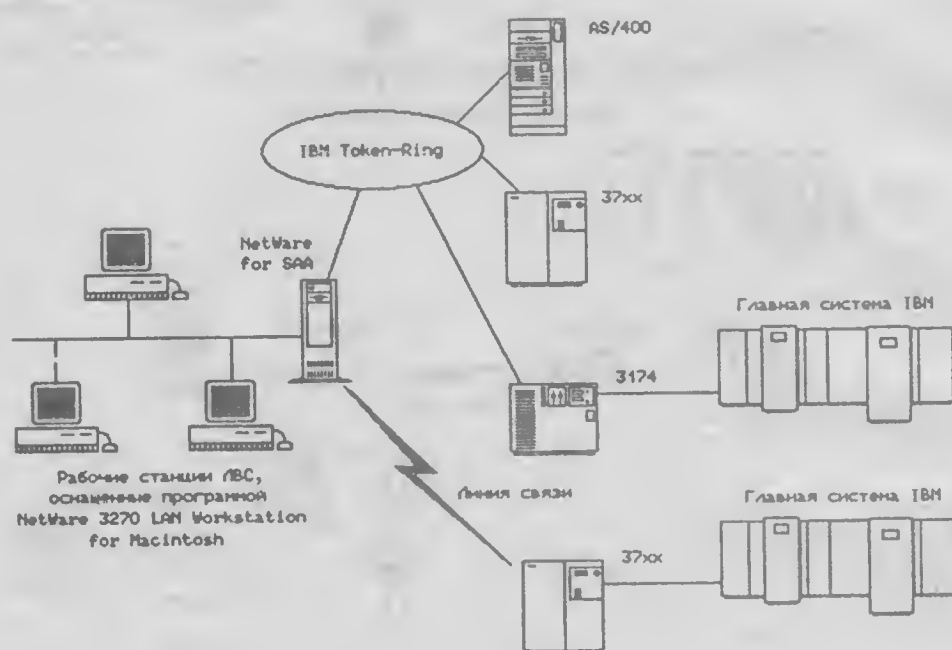 AS/400
IBM Token-Ring
37xx
NetWare
for SAA
Главная система IBM
3174
Рабочие станции ЛВС,
оснащенные программой
NetWare 3270 LAN Workstation
for Macintosh
Линия связи
Главная система IBM
37xx